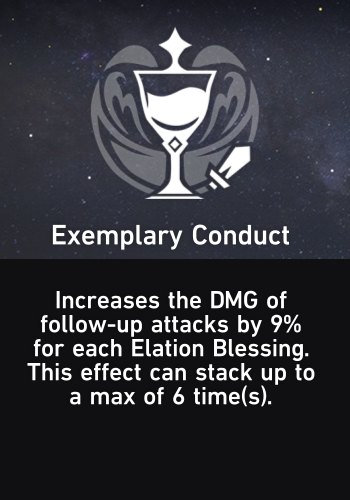 Exemplary Conduct
Increases the DMG of
follow-up attacks by 9%
for each Elation Blessing.
This effect can stack up to
a max of 6 time(s).